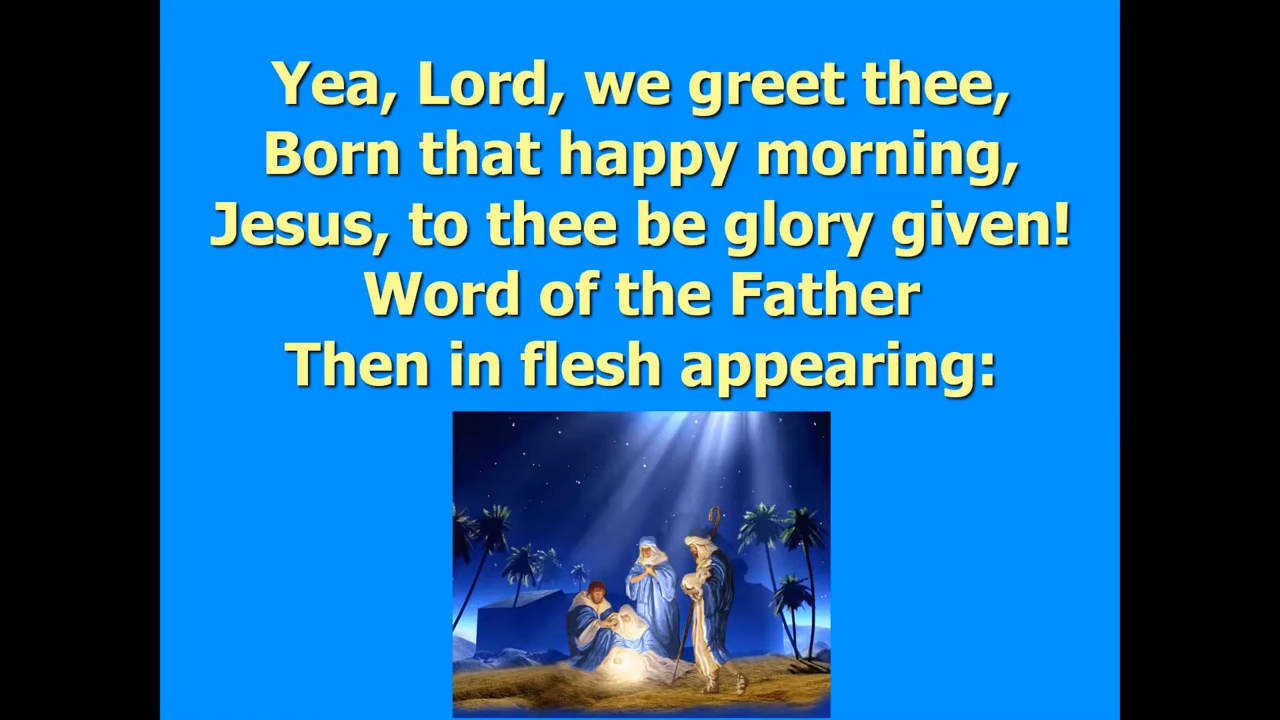 Yea, Lord, we greet thee,
Born that happy morning,
Jesus, to thee be glory given!
Word of the Father
Then in flesh appearing: